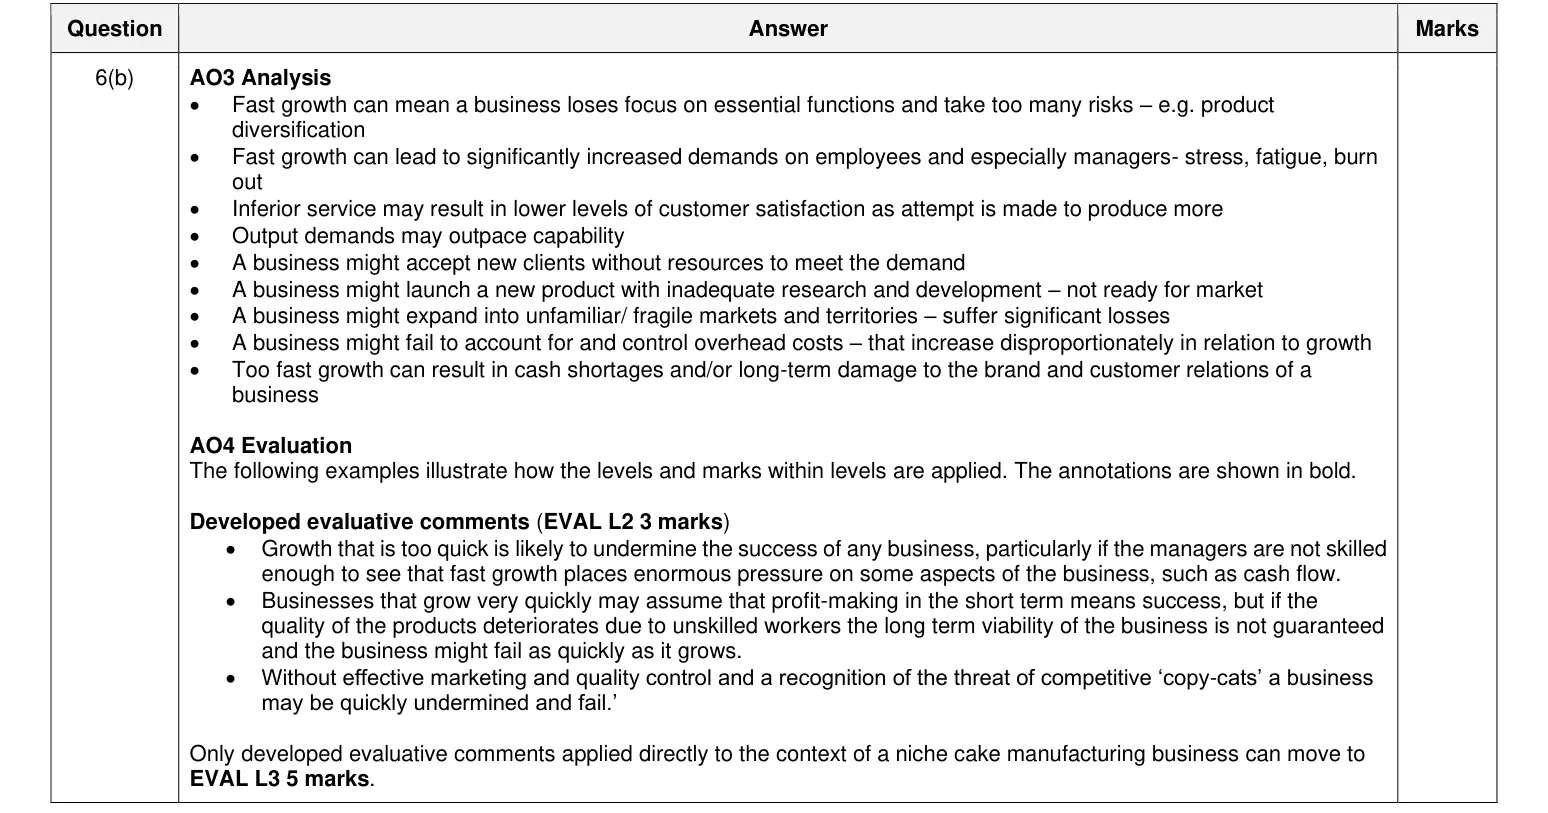 Question Answer Marks
6(b) AO3 Analysis
• Fast growth can mean a business loses focus on essential functions and take too many risks – e.g. product
diversification
• Fast growth can lead to significantly increased demands on employees and especially managers- stress, fatigue, burn
out
• Inferior service may result in lower levels of customer satisfaction as attempt is made to produce more
• Output demands may outpace capability
• A business might accept new clients without resources to meet the demand
• A business might launch a new product with inadequate research and development – not ready for market
• A business might expand into unfamiliar/ fragile markets and territories – suffer significant losses
• A business might fail to account for and control overhead costs – that increase disproportionately in relation to growth
• Too fast growth can result in cash shortages and/or long-term damage to the brand and customer relations of a
business
AO4 Evaluation
The following examples illustrate how the levels and marks within levels are applied. The annotations are shown in bold.
Developed evaluative comments (EVAL L2 3 marks)
• Growth that is too quick is likely to undermine the success of any business, particularly if the managers are not skilled
enough to see that fast growth places enormous pressure on some aspects of the business, such as cash flow.
• Businesses that grow very quickly may assume that profit-making in the short term means success, but if the
quality of the products deteriorates due to unskilled workers the long term viability of the business is not guaranteed
and the business might fail as quickly as it grows.
• Without effective marketing and quality control and a recognition of the threat of competitive ‘copy-cats’ a business
may be quickly undermined and fail.’
Only developed evaluative comments applied directly to the context of a niche cake manufacturing business can move to
EVAL L3 5 marks.